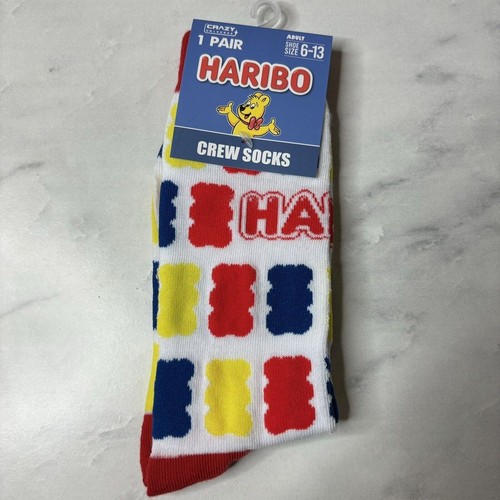 CRAZY
1 PAIR
ADULT
SHOE
SIZE 6-13
HARIBO
CREW SOCKS
HA